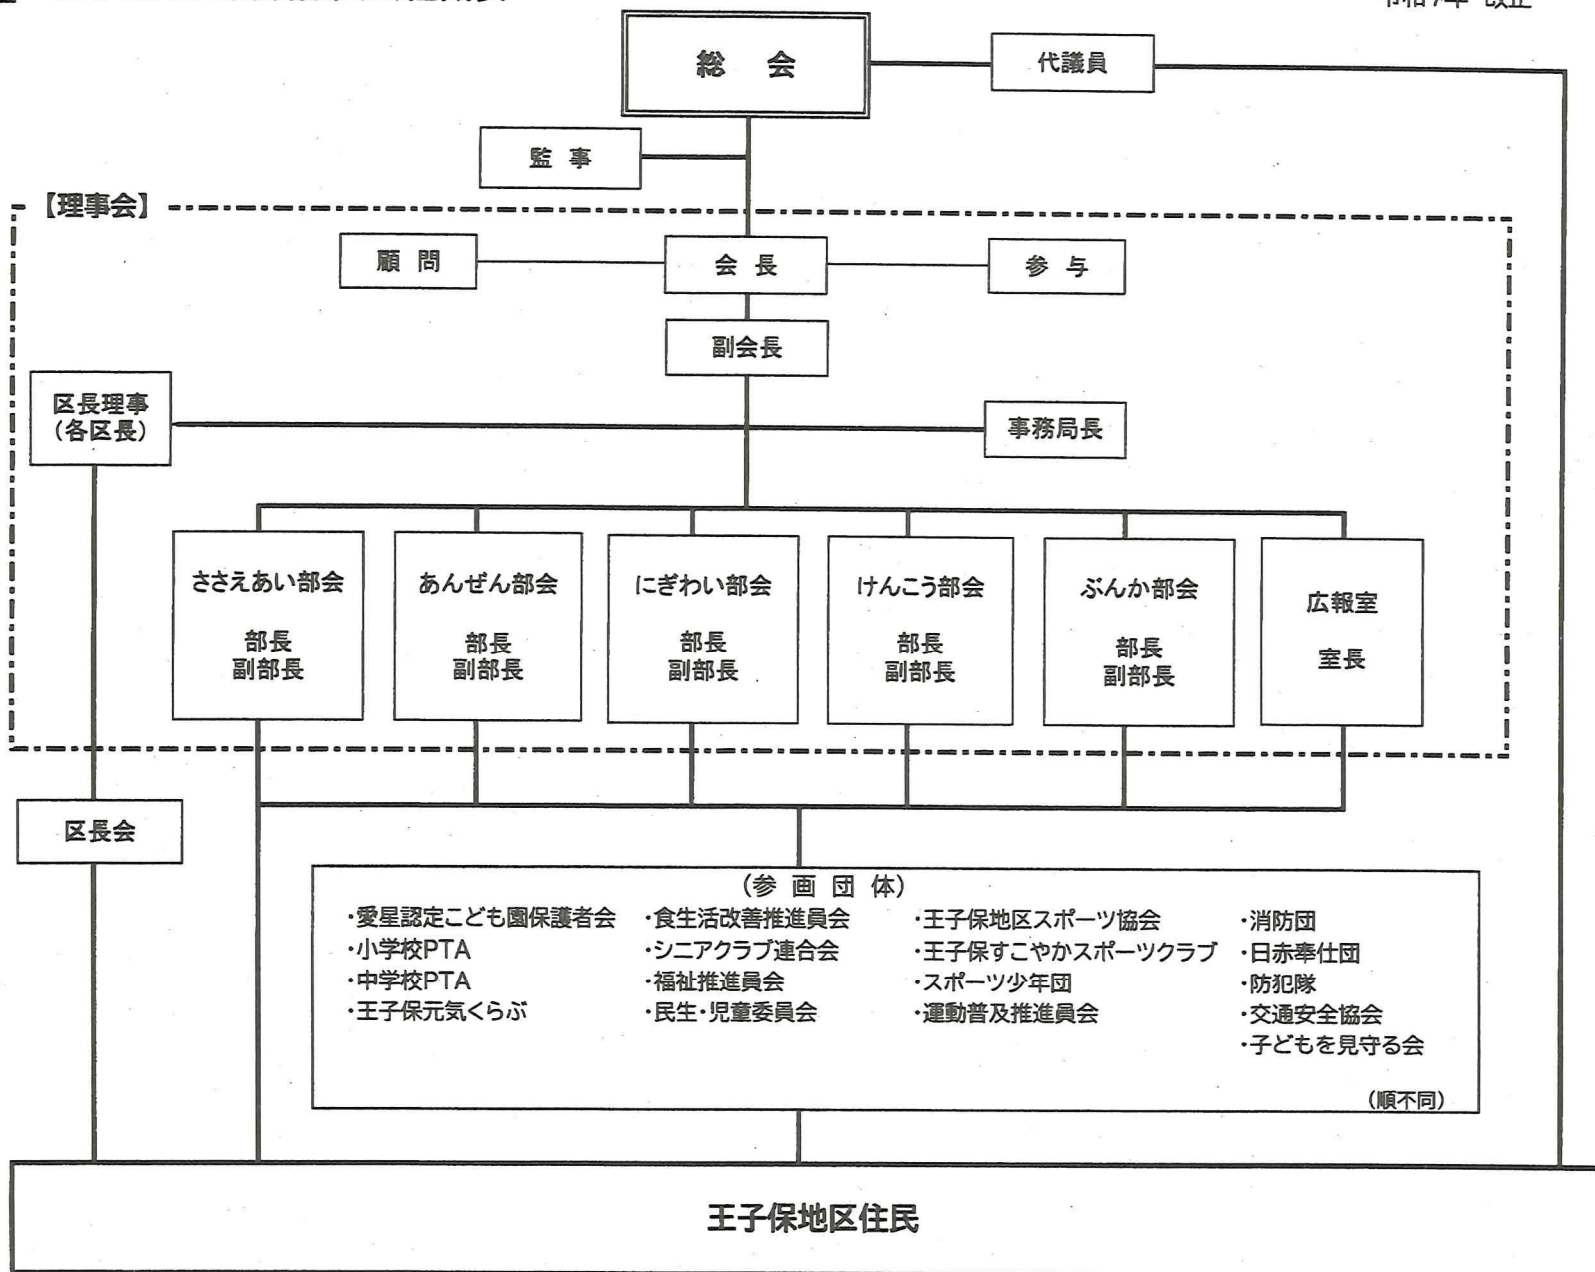 令和7年 改正
総 会
代議員
監 事
【理事会】
顧 問
会 長
参 与
副会長
区長理事
(各区長)
事務局長
ささえあい部会
部長
副部長
あんぜん部会
部長
副部長
にぎわい部会
部長
副部長
けんこう部会
部長
副部長
ぶんか部会
部長
副部長
広報室
室長
区長会
(参 画 団 体)
・愛星認定こども園保護者会
・小学校PTA
・中学校PTA
・王子保元気くらぶ
・食生活改善推進員会
・シニアクラブ連合会
・福祉推進員会
・民生・児童委員会
・王子保地区スポーツ協会
・王子保すこやかスポーツクラブ
・スポーツ少年団
・運動普及推進員会
・消防団
・日赤奉仕団
・防犯隊
・交通安全協会
・子どもを見守る会
(順不同)
王子保地区住民